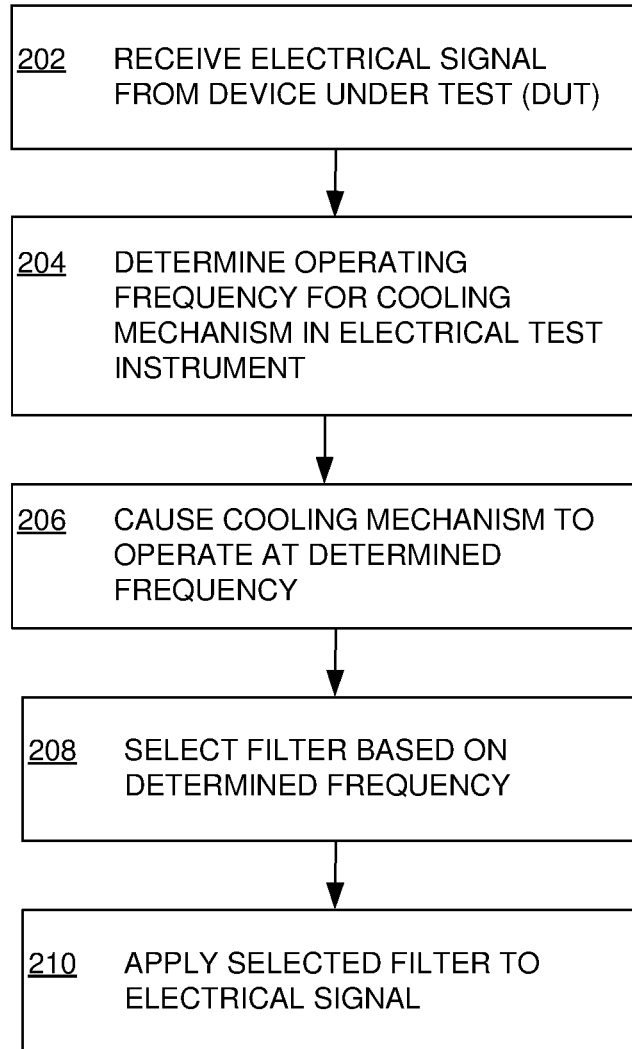 202 RECEIVE ELECTRICAL SIGNAL
FROM DEVICE UNDER TEST (DUT)
204 DETERMINE OPERATING
FREQUENCY FOR COOLING
MECHANISM IN ELECTRICAL TEST
INSTRUMENT
206 CAUSE COOLING MECHANISM TO
OPERATE AT DETERMINED
FREQUENCY
208 SELECT FILTER BASED ON
DETERMINED FREQUENCY
210 APPLY SELECTED FILTER TO
ELECTRICAL SIGNAL